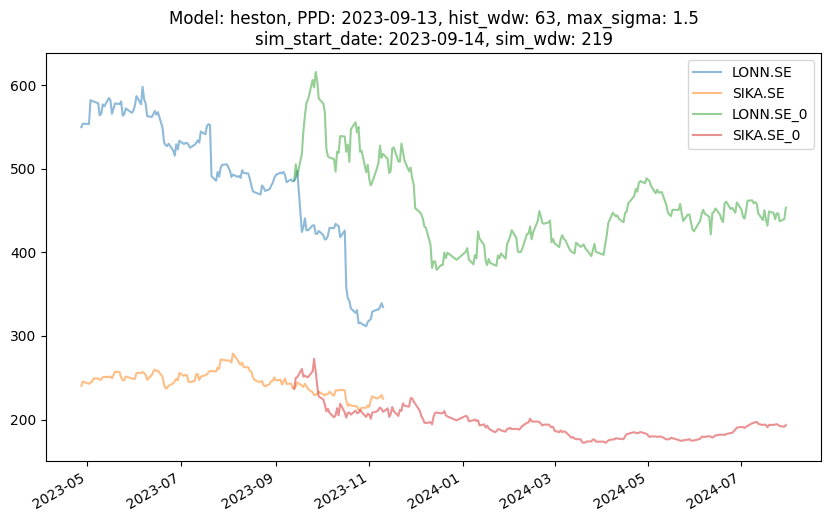 Model: heston, PPD: 2023-09-13, hist_wdw: 63, max_sigma: 1.5
sim_start_date: 2023-09-14, sim_wdw: 219
LONN.SE
SIKA.SE
LONN.SE_0
SIKA.SE_0
600
500
400
300
200
2023-05
2023-07
2023-09
2023-11
2024-01
2024-03
2024-05
2024-07